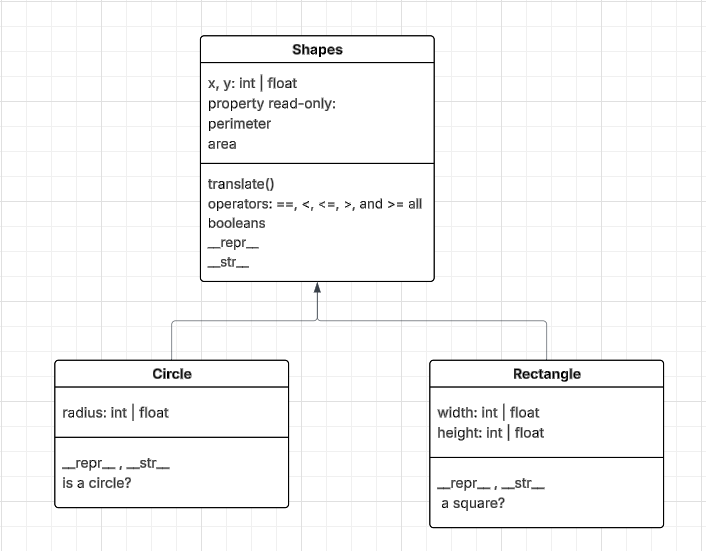 Shapes
x, y: int | float
property read-only:
perimeter
area
translate()
operators: ==, <, <=, >, and >= all
booleans
__repr__
__str__
Circle
radius: int | float
__repr__ , __str__
is a circle?
Rectangle
width: int | float
height: int | float
__repr__ , __str__
a square?